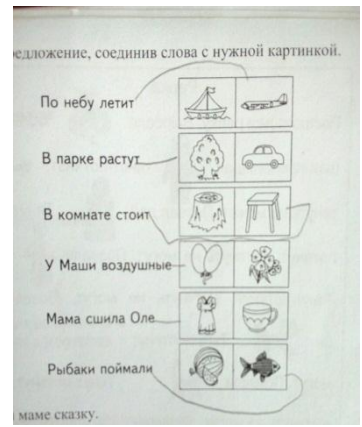 редложение, соединив слова с нужной картинкой.
По небу летит
В парке растут
В комнате стоит
У Маши воздушные
Мама сшила Оле
Рыбаки поймали
маме сказку.